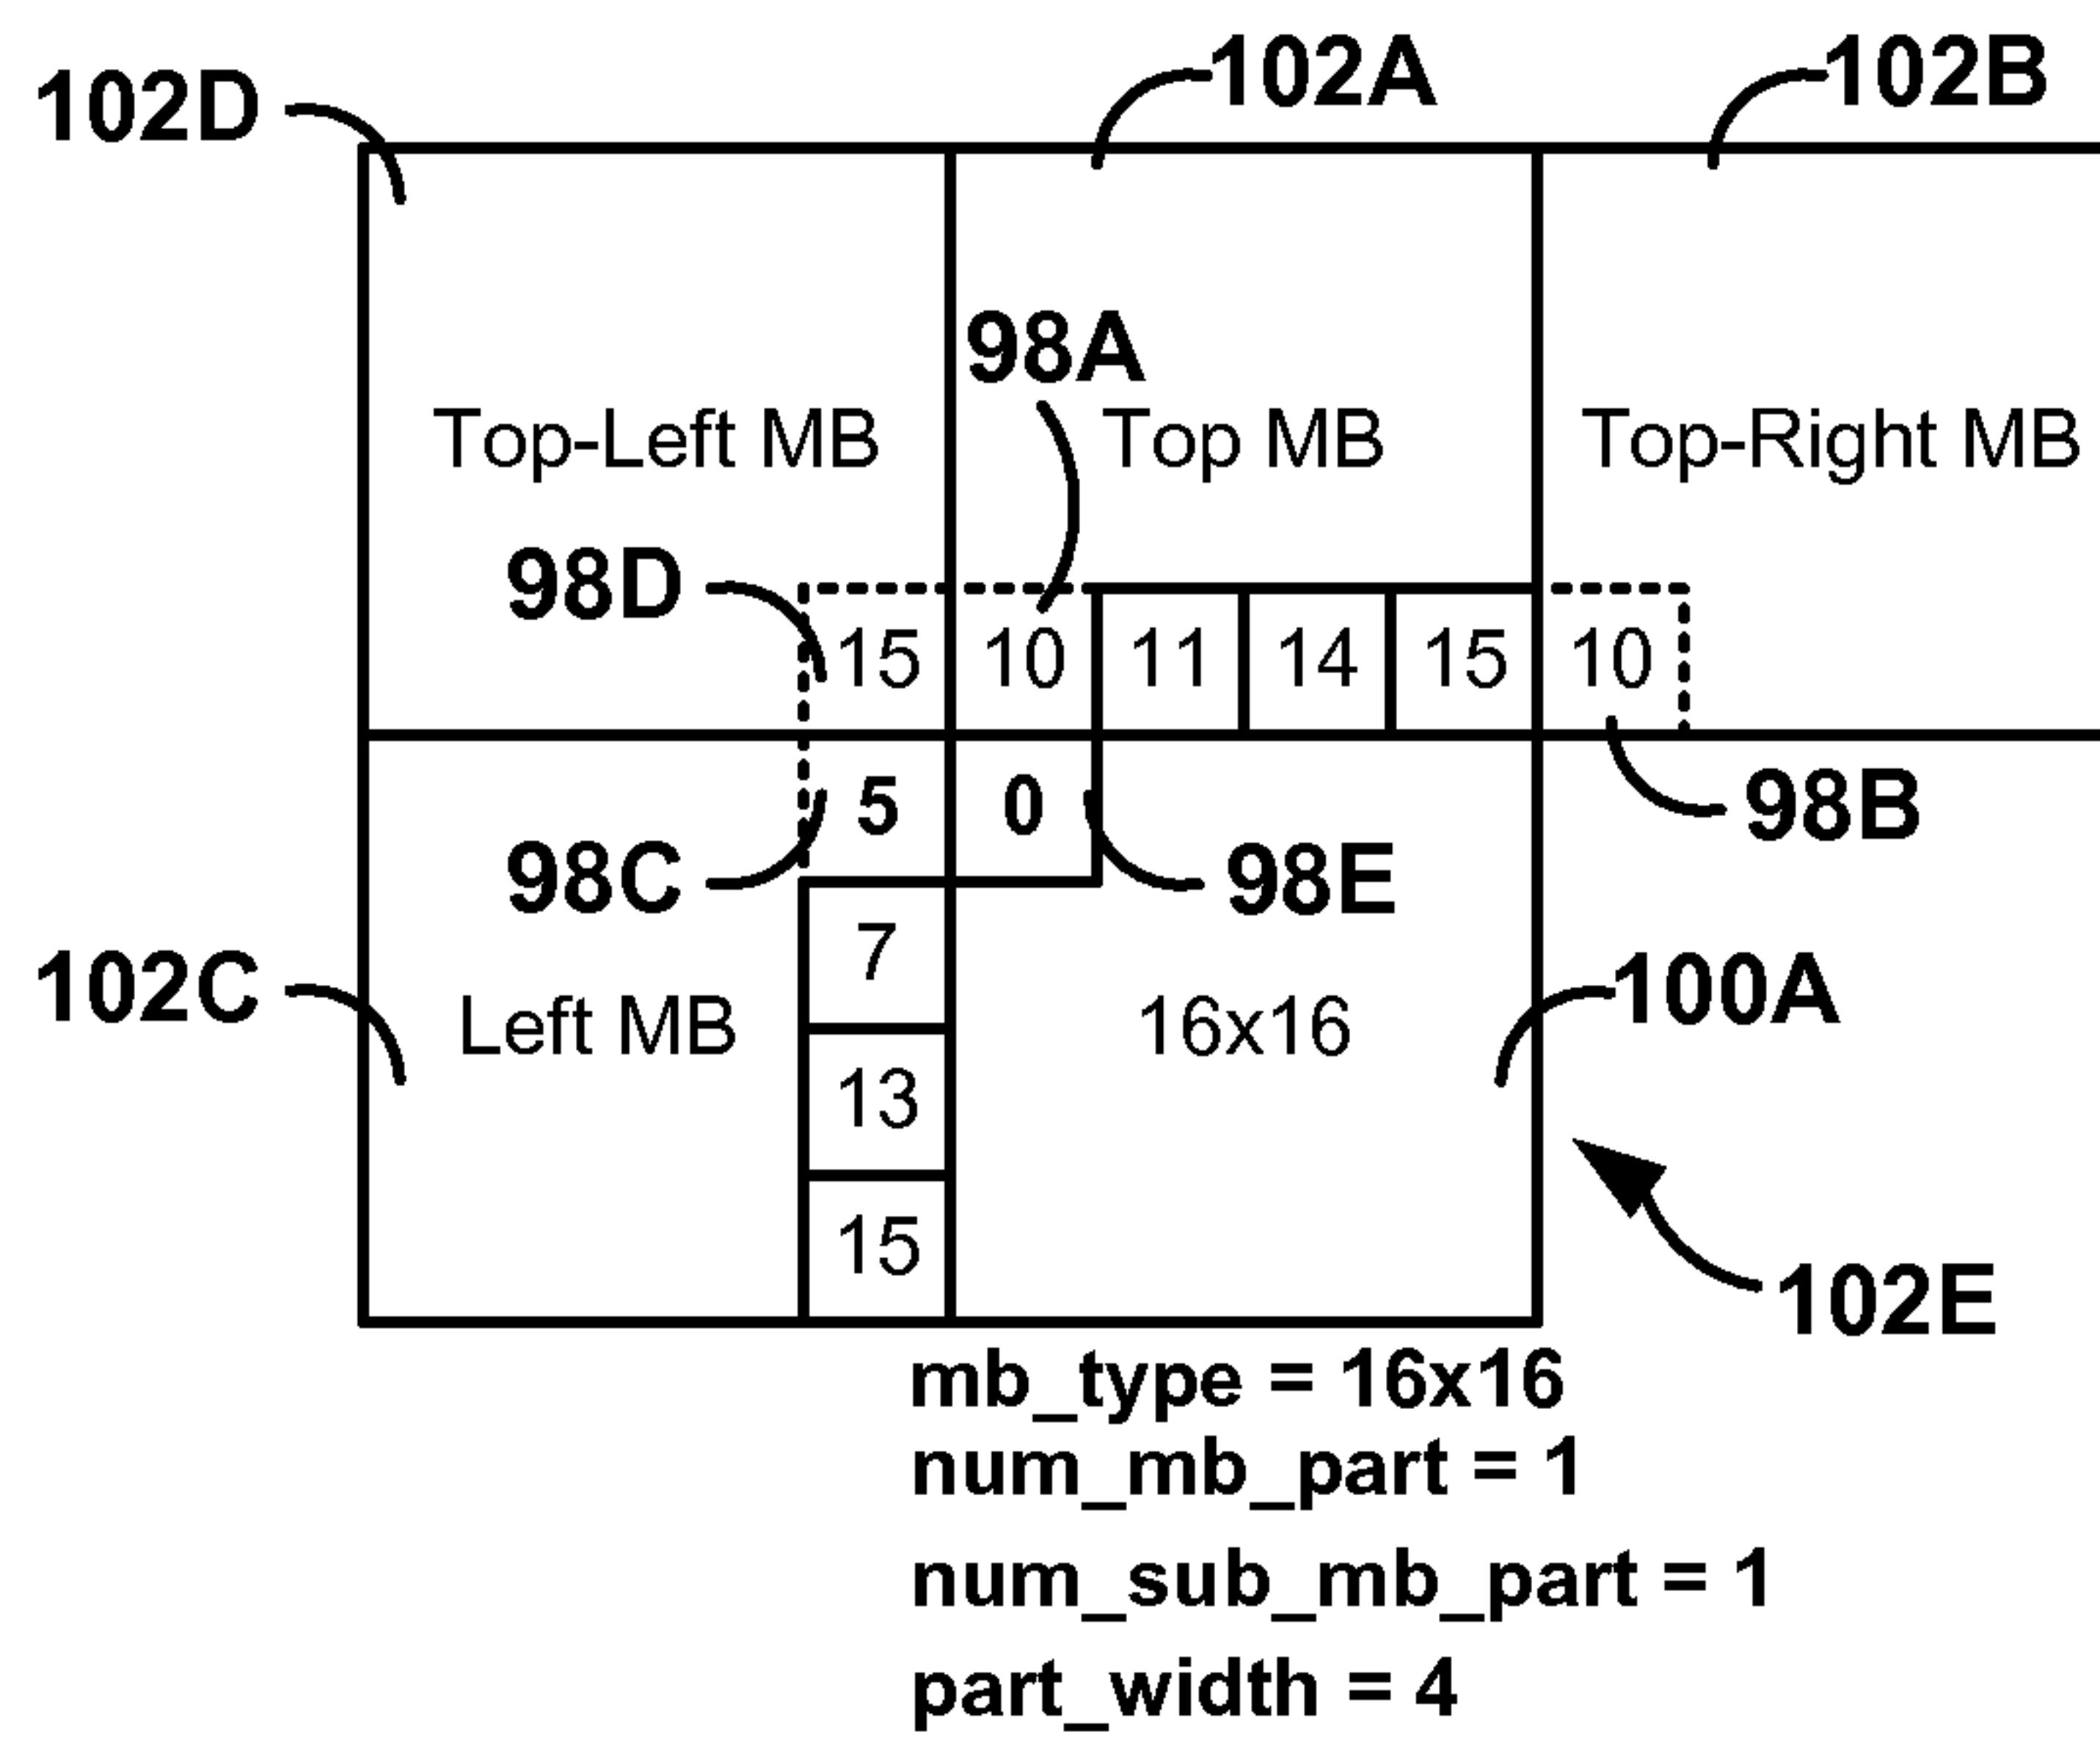 102D 102A 102B
98A
Top-Left MB Top MB Top-Right MB
98D
15 10 11 14 15 10
5 0 98B
98C 98E
7
102C 100A
Left MB 16x16
13
15
102E
mb_type = 16x16
num_mb_part = 1
num_sub_mb_part = 1
part_width = 4